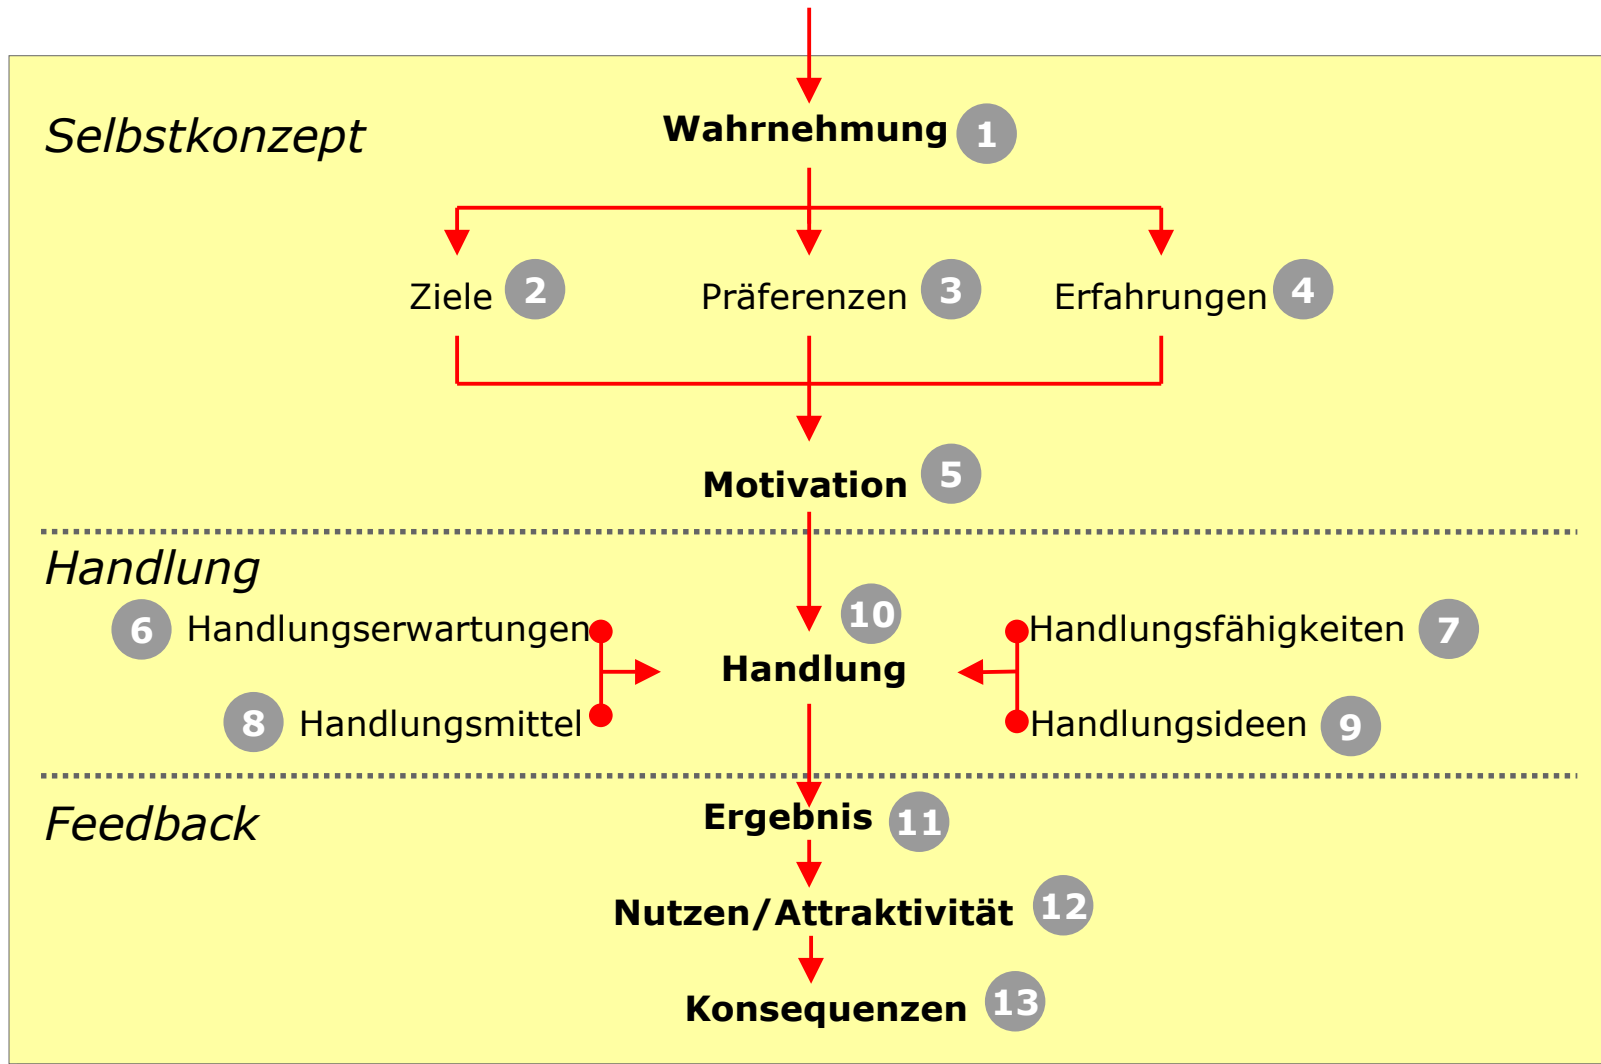 Selbstkonzept
Wahrnehmung 1
Ziele 2 Präferenzen 3 Erfahrungen 4
Motivation 5
Handlung
10
6 Handlungserwartungen Handlungsfähigkeiten 7
Handlung
8 Handlungsmittel Handlungsideen 9
Feedback
Ergebnis 11
Nutzen/Attraktivität 12
Konsequenzen 13